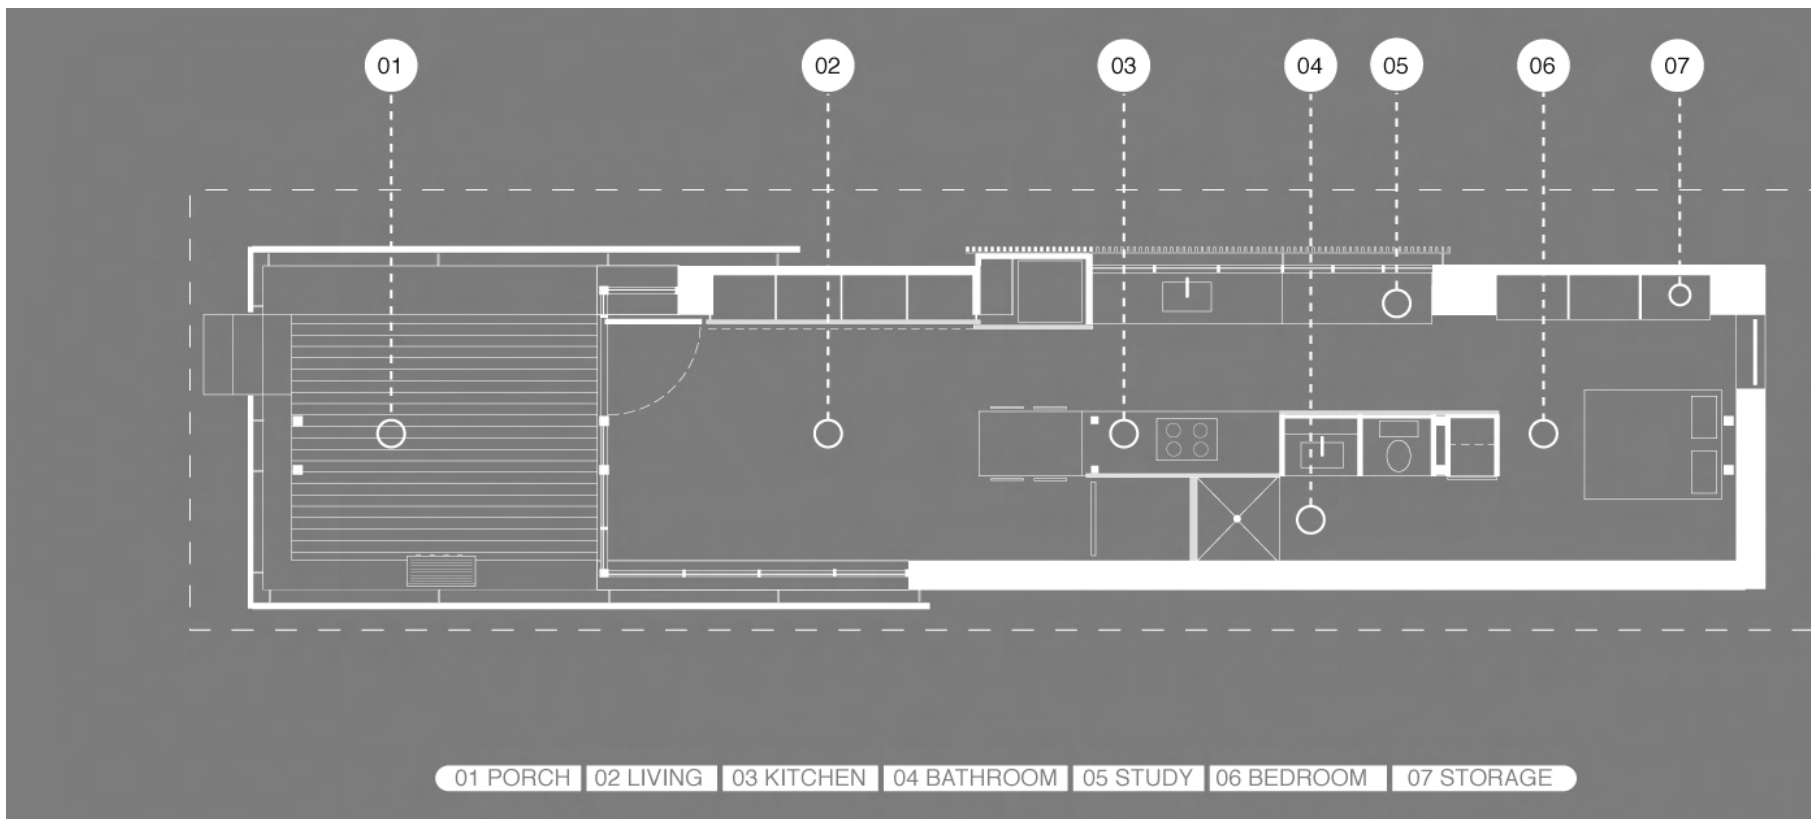 01 02 03 04 05 06 07
01 PORCH 02 LIVING 03 KITCHEN 04 BATHROOM 05 STUDY 06 BEDROOM 07 STORAGE